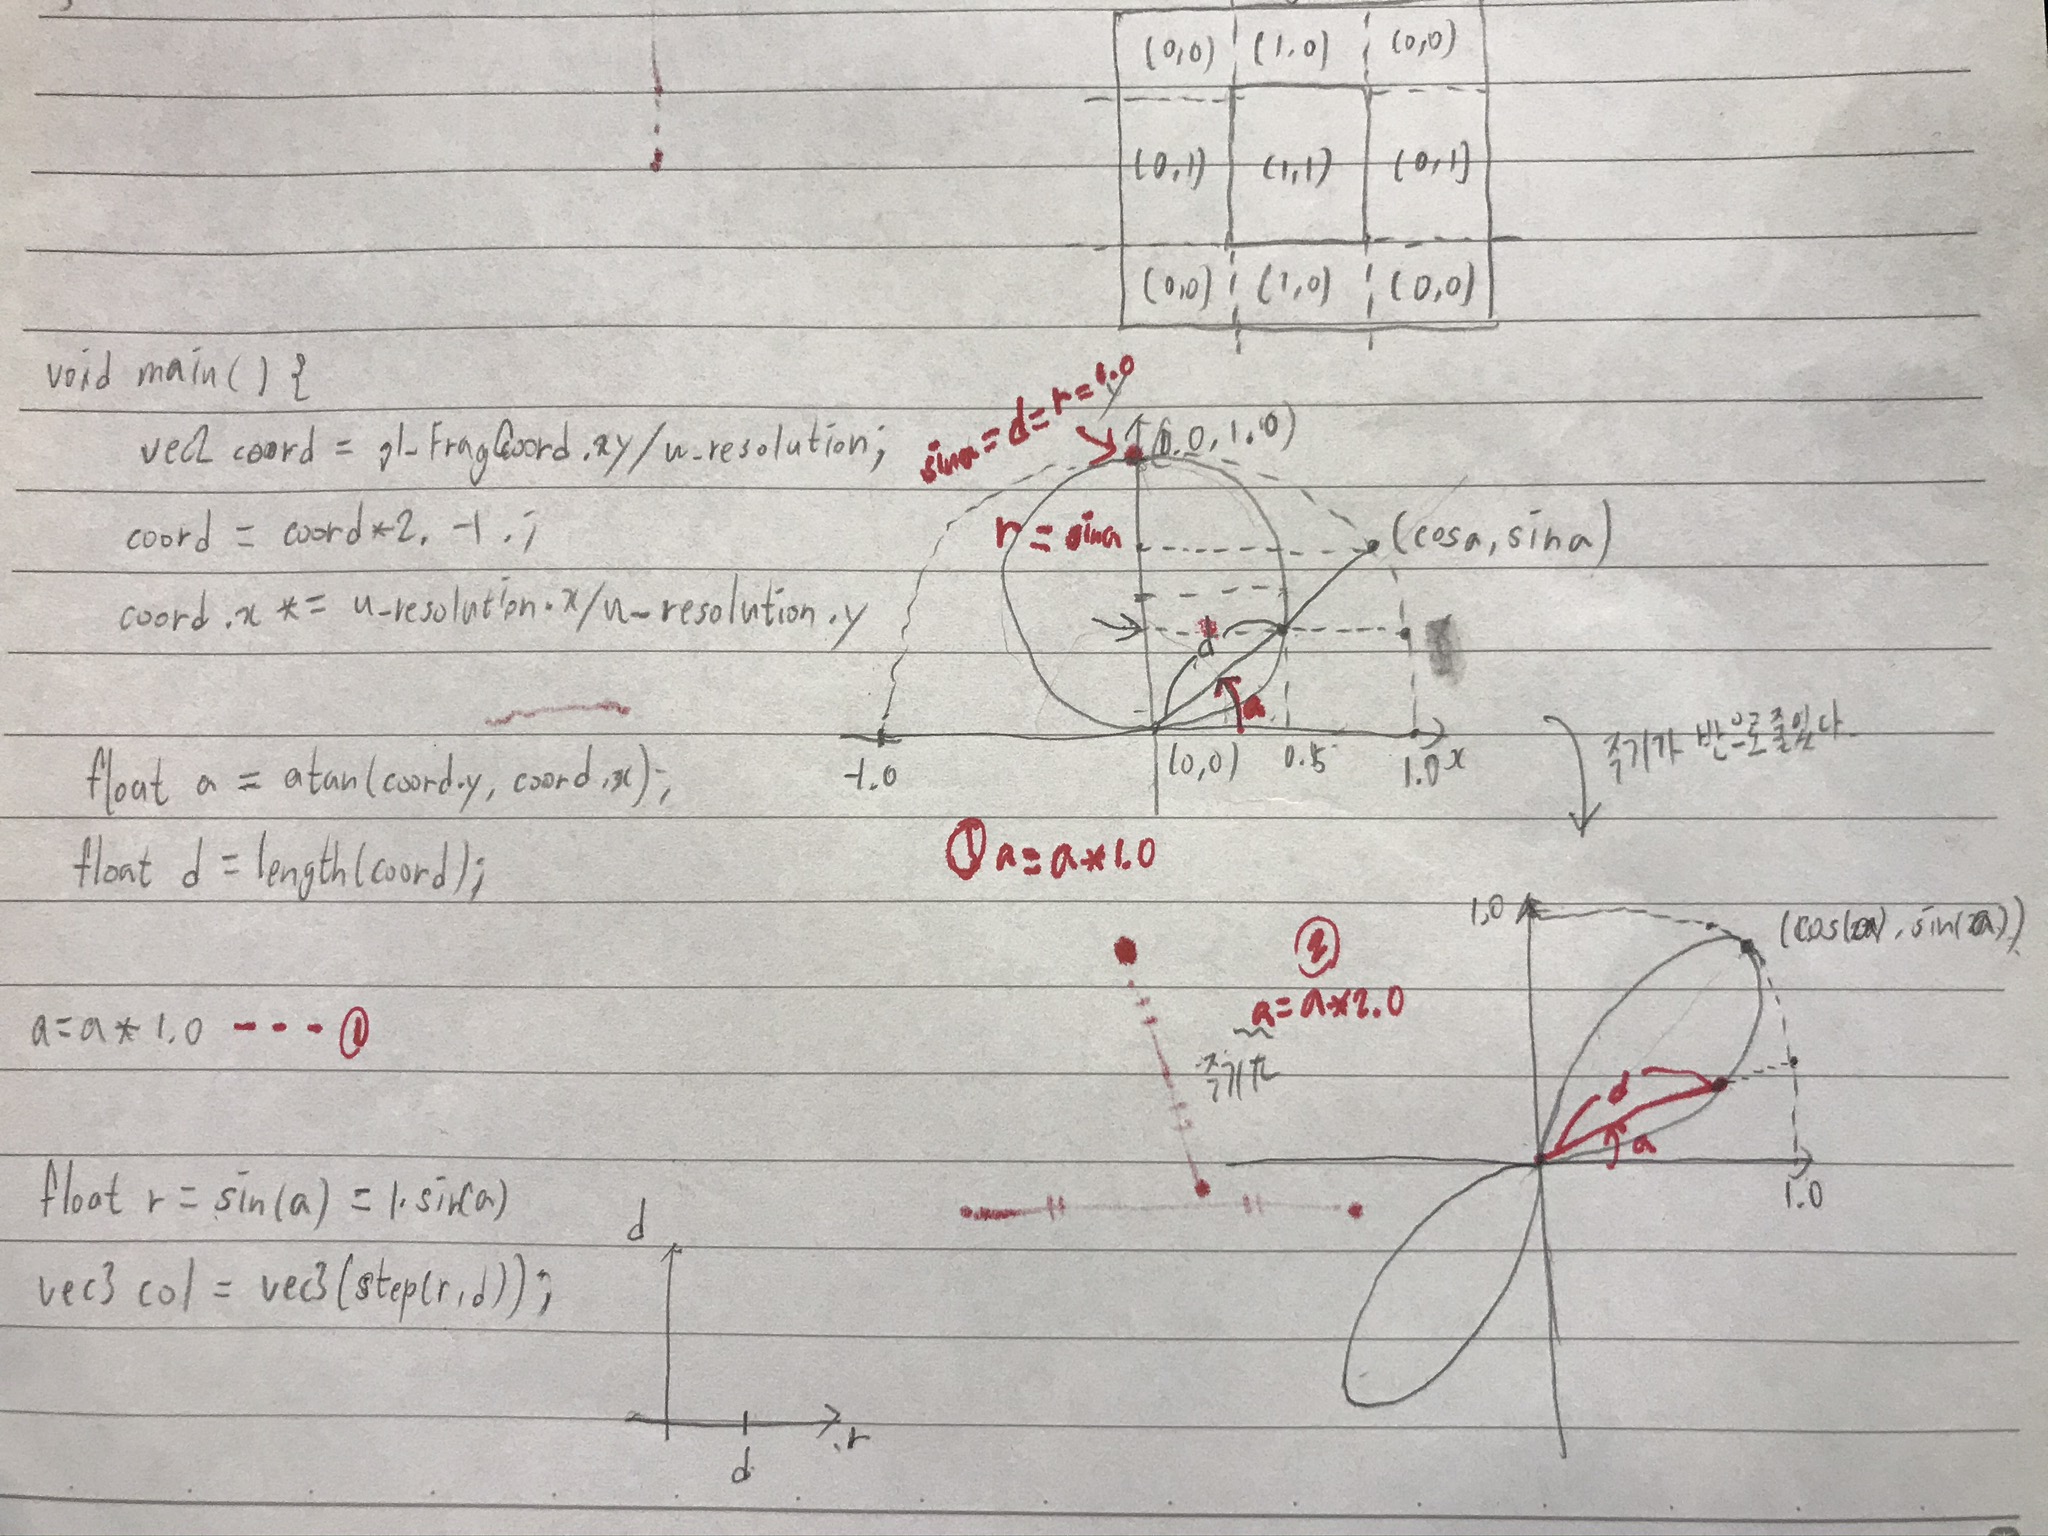 (0,0) (1,0) (0,0)
(0,1) (1,1) (0,1)
(0,0) (1,0) (0,0)
void main() {
vec2 coord = gl_FragCoord.xy/u_resolution;
coord = coord*2. -1.;
coord.x *= u_resolution.x/u_resolution.y
float a = atan(coord.y, coord.x);
float d = length(coord);
a=a*1.0 --- ①
float r = sin(a) = 1.sin(a)
vec3 col = vec3(step(r,d));
d
d
r
sina=d=r=1.0
y
(0.0, 1.0)
r=sina
(cosa, sina)
d
a
-1.0
(0,0)
0.5
1.0
x
① a=a*1.0
주기가 반으로 줄었다.
②
a=a*2.0
주기
1.0
(cos(2a), sin(2a))
d
a
1.0